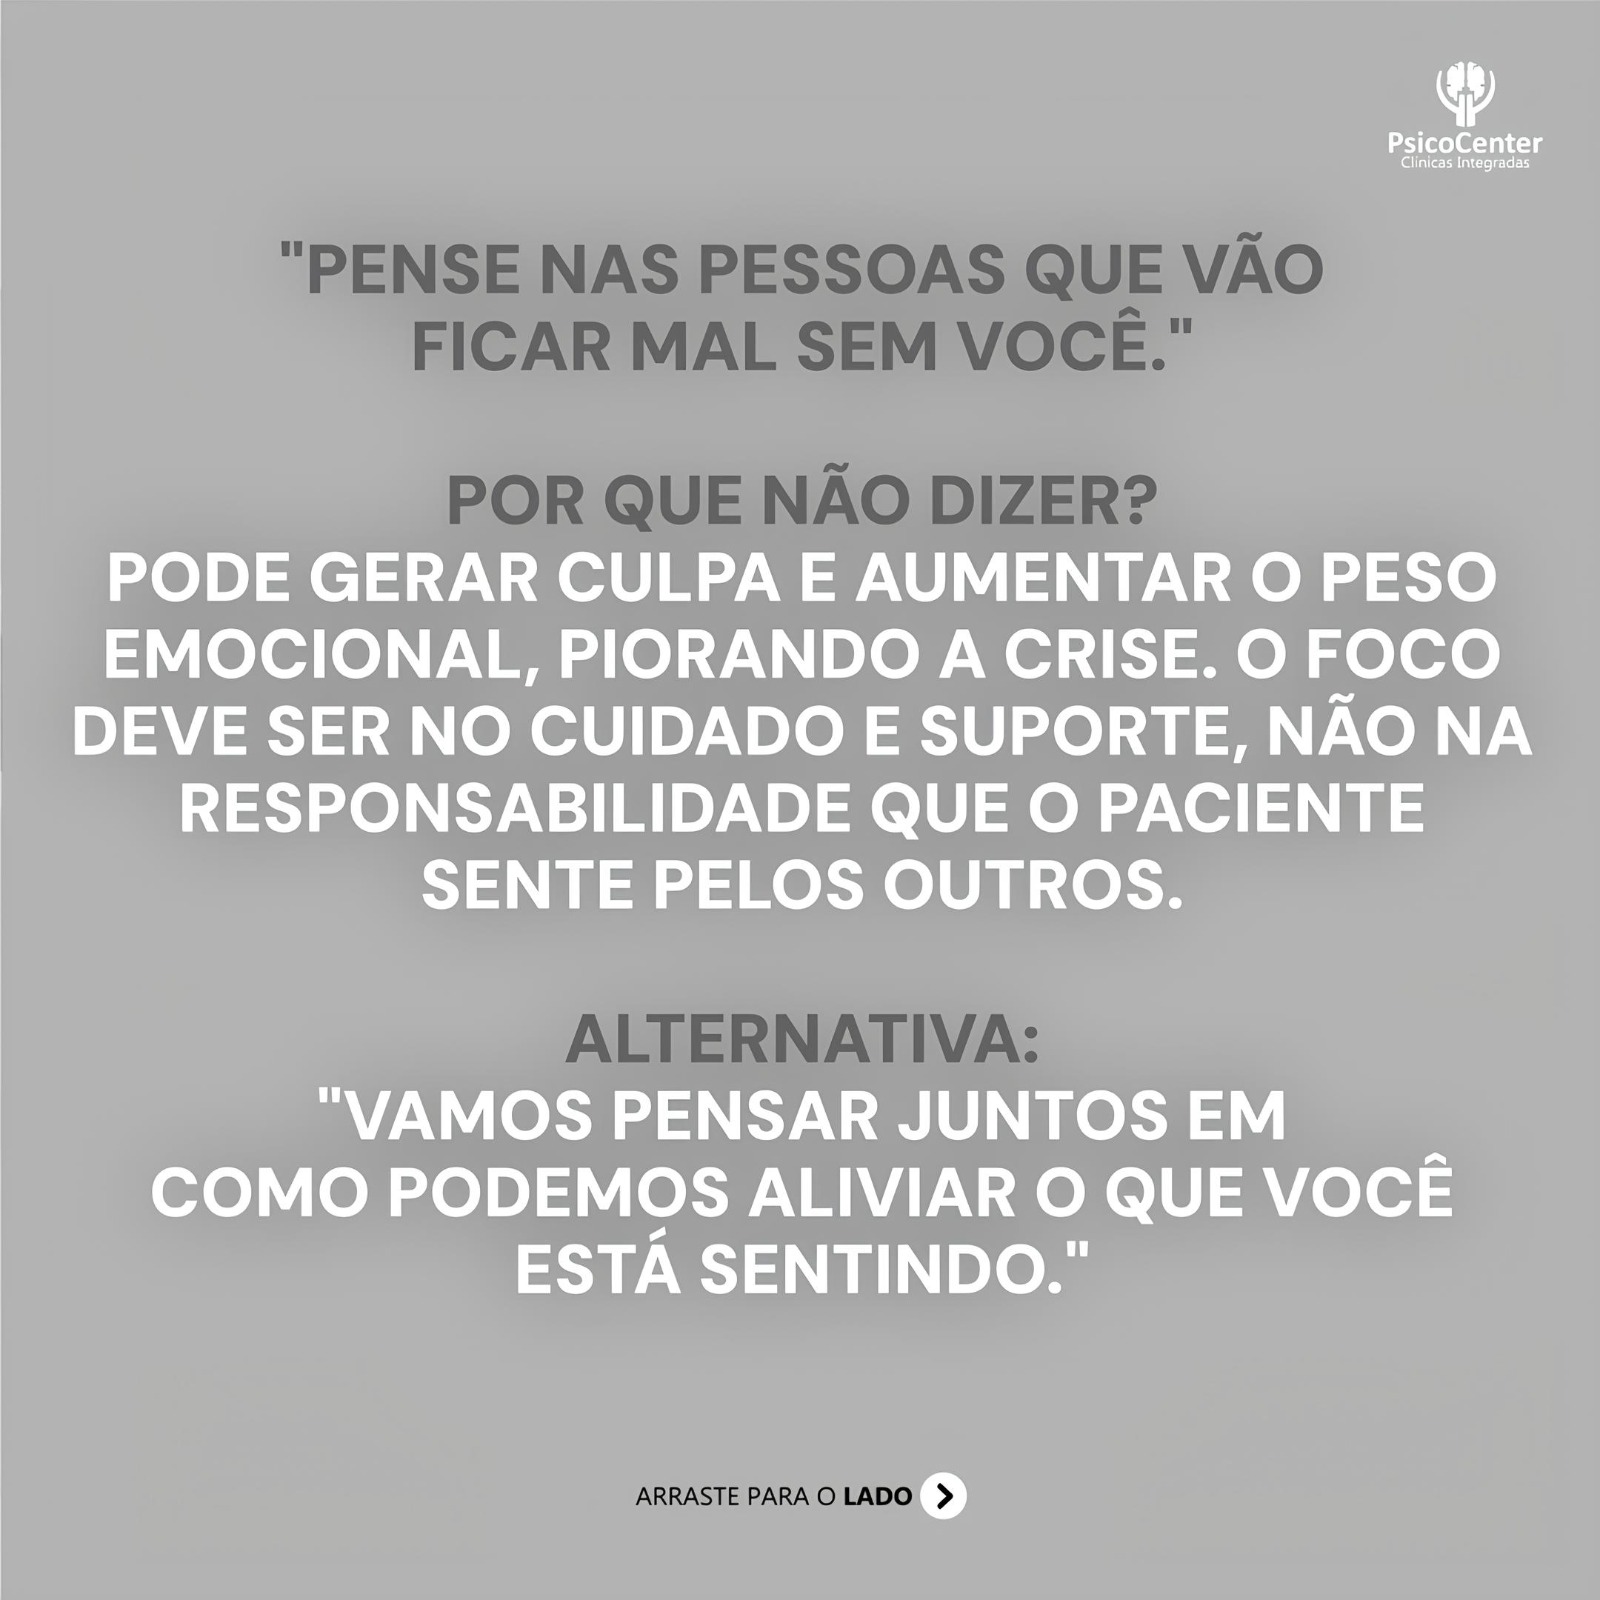 PsicoCenter
Clínicas Integradas
"PENSE NAS PESSOAS QUE VÃO
FICAR MAL SEM VOCÊ."
POR QUE NÃO DIZER?
PODE GERAR CULPA E AUMENTAR O PESO
EMOCIONAL, PIORANDO A CRISE. O FOCO
DEVE SER NO CUIDADO E SUPORTE, NÃO NA
RESPONSABILIDADE QUE O PACIENTE
SENTE PELOS OUTROS.
ALTERNATIVA:
"VAMOS PENSAR JUNTOS EM
COMO PODEMOS ALIVIAR O QUE VOCÊ
ESTÁ SENTINDO."
ARRASTE PARA O LADO